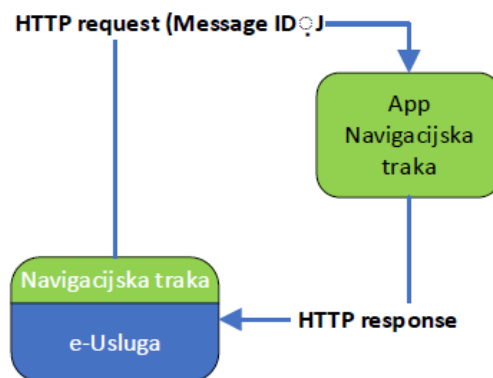 HTTP request (Message ID
App
Navigacijska
traka
Navigacijska traka
e-Usluga
HTTP response